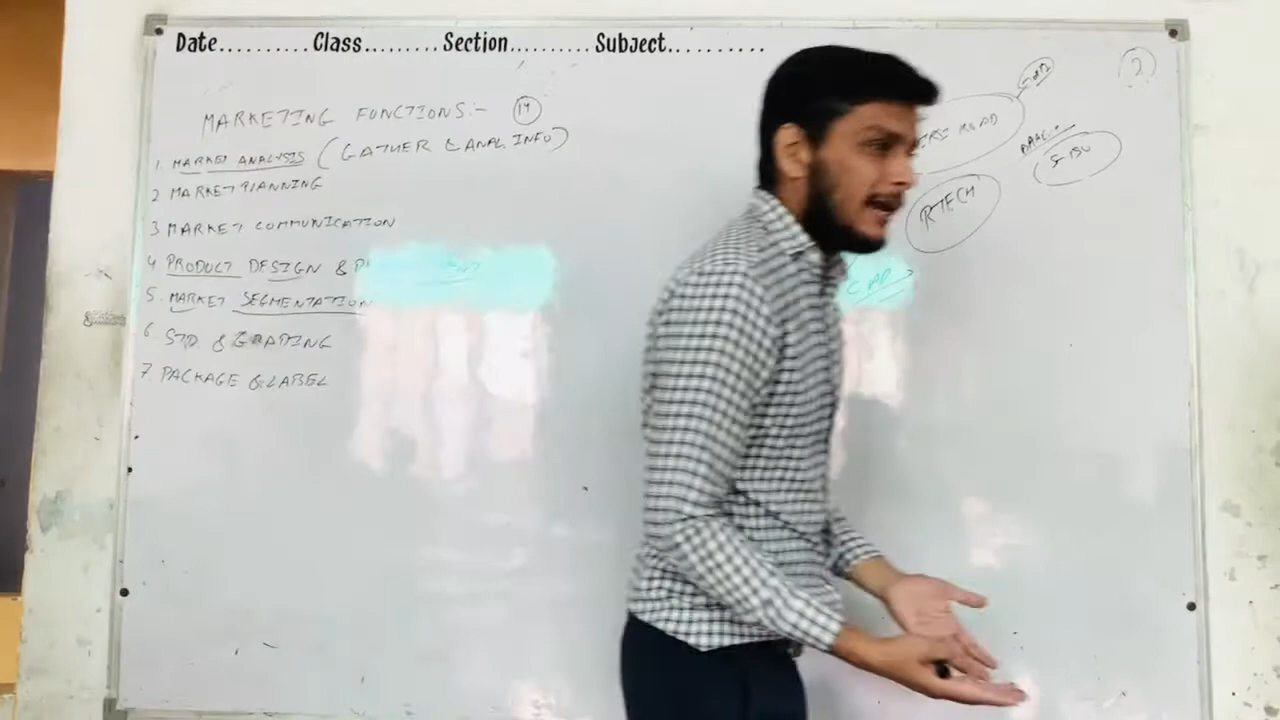 Date.......... Class........ Section......... Subject..........
MARKETING FUNCTIONS:- 14
1. MARKET ANALYSIS (GATHER & ANAL. INFO)
2 MARKET PLANNING
3 MARKET COMMUNICATION
4 PRODUCT DESIGN &
5. MARKET SEGMENTATION
6 STD. & GRADING
7. PACKAGE & LABEL
2
ROAD
RTECH